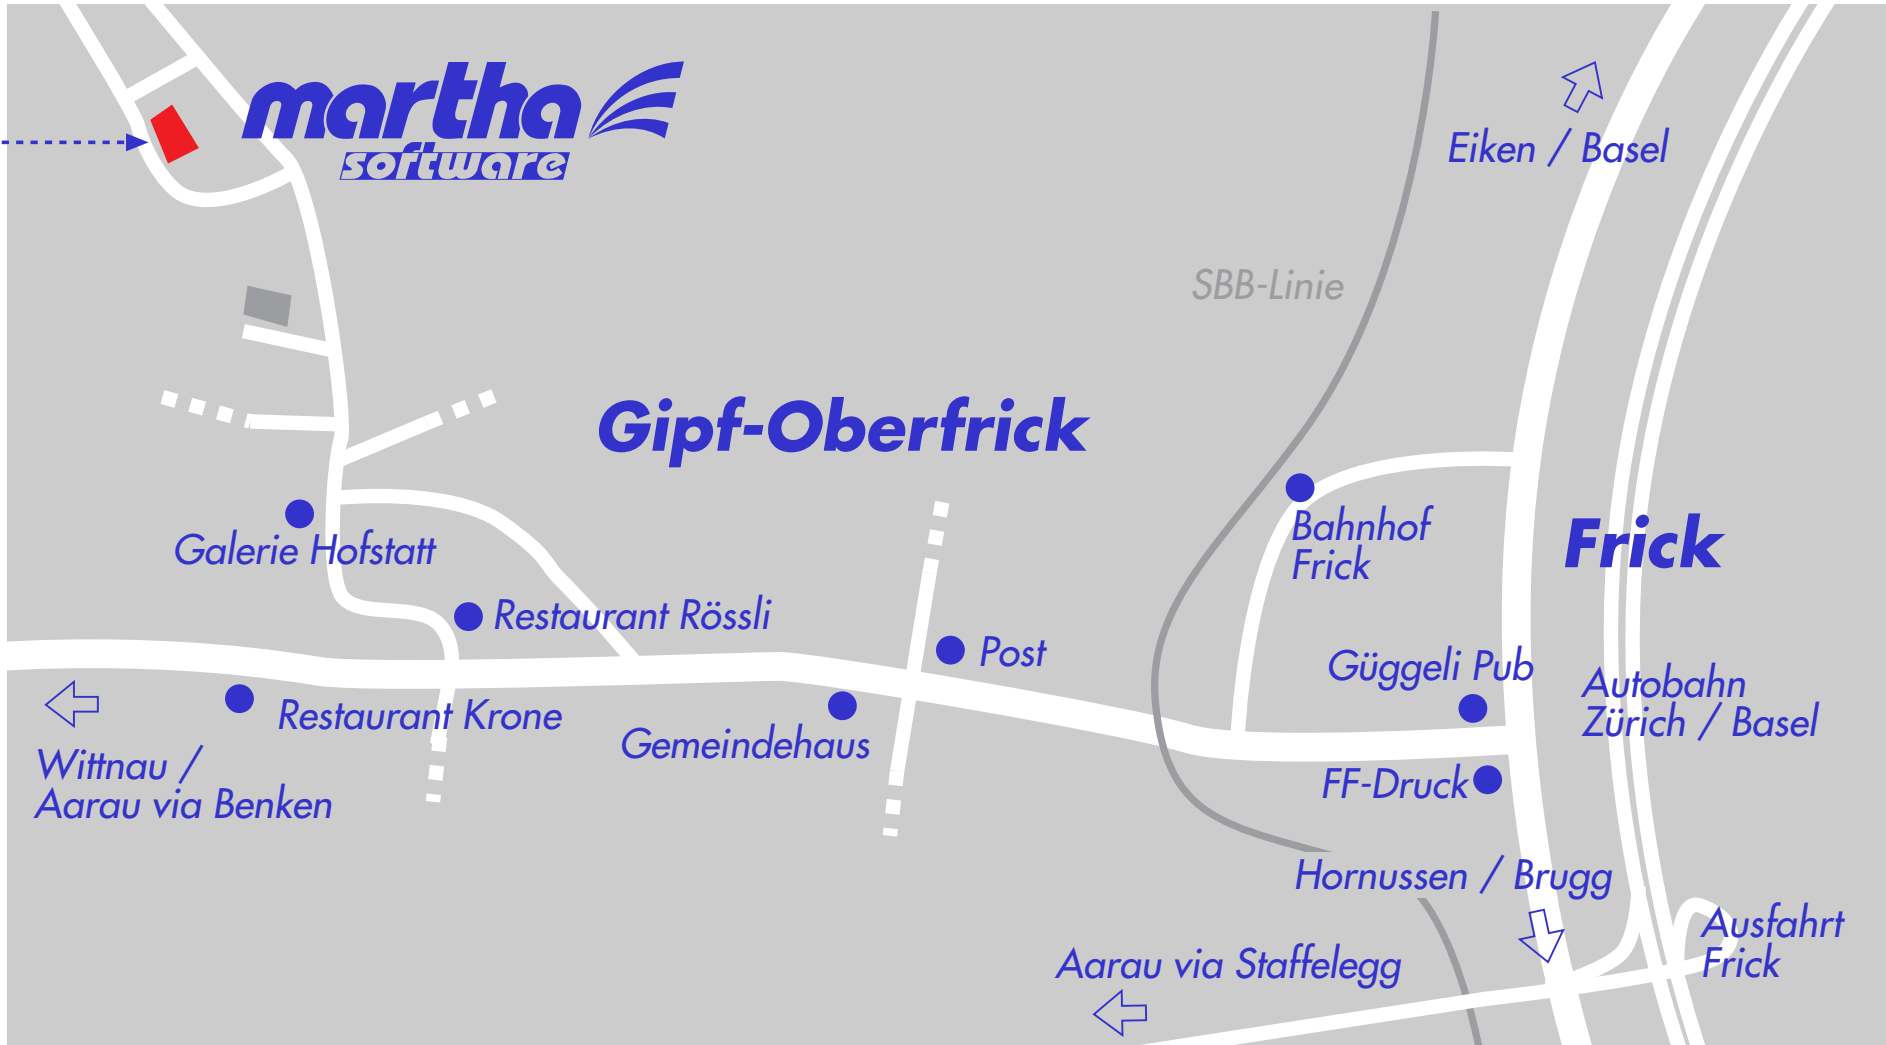 martha
software
Eiken / Basel
SBB-Linie
Gipf-Oberfrick
Bahnhof
Frick
Frick
Galerie Hofstatt
Restaurant Rössli
Post
Güggeli Pub
Autobahn
Zürich / Basel
Restaurant Krone
Gemeindehaus
Wittnau /
Aarau via Benken
FF-Druck
Hornussen / Brugg
Ausfahrt
Frick
Aarau via Staffelegg